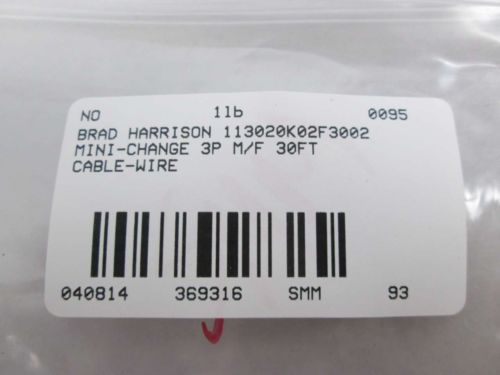 NO 1lb 0095
BRAD HARRISON 113020K02F3002
MINI-CHANGE 3P M/F 30FT
CABLE-WIRE
040814 369316 SMM 93